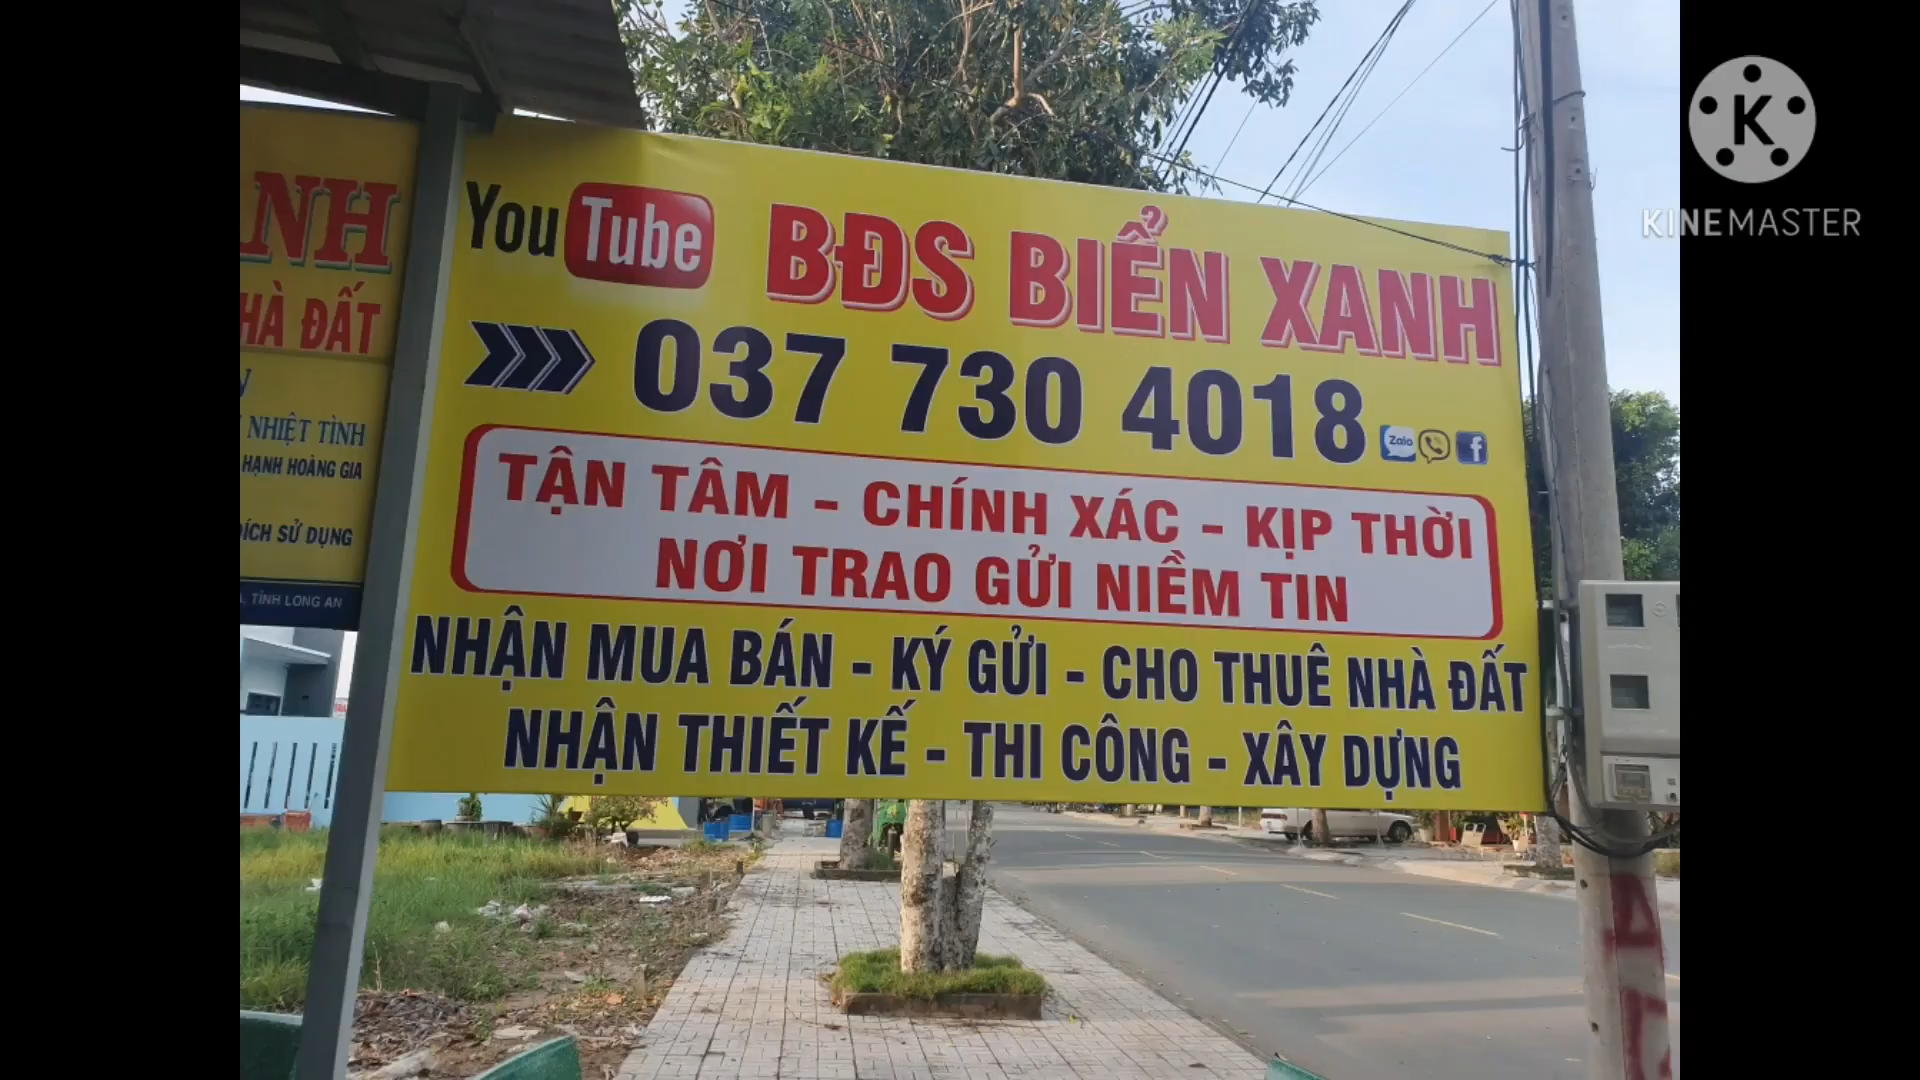 NH
HÀ ĐẤT
NHIỆT TÌNH
HẠNH HOÀNG GIA
ĐÍCH SỬ DỤNG
TỈNH LONG AN
YouTube BĐS BIỂN XANH
037 730 4018
Zalo f
TẬN TÂM - CHÍNH XÁC - KỊP THỜI
NƠI TRAO GỬI NIỀM TIN
NHẬN MUA BÁN - KÝ GỬI - CHO THUÊ NHÀ ĐẤT
NHẬN THIẾT KẾ - THI CÔNG - XÂY DỰNG
K
KINEMASTER